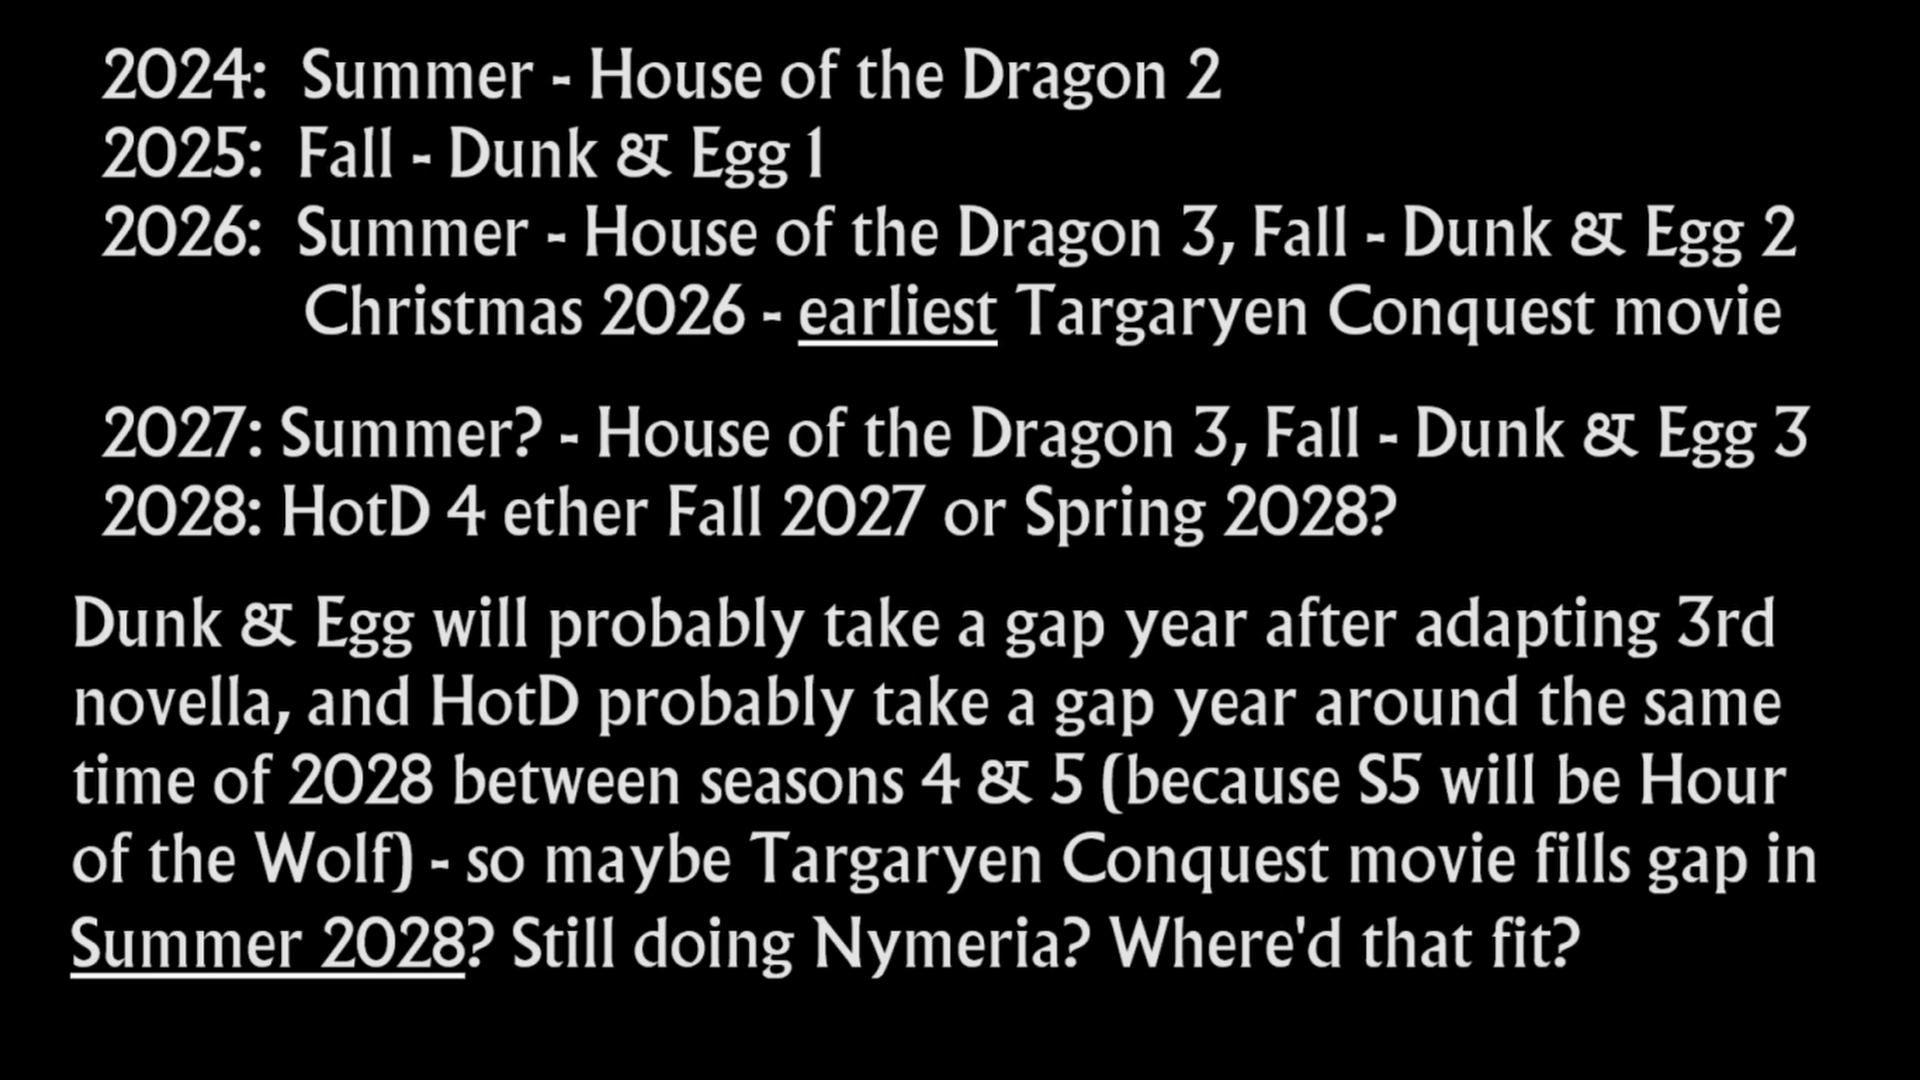 2024: Summer - House of the Dragon 2
2025: Fall - Dunk & Egg 1
2026: Summer - House of the Dragon 3, Fall - Dunk & Egg 2
Christmas 2026 - earliest Targaryen Conquest movie
2027: Summer? - House of the Dragon 3, Fall - Dunk & Egg 3
2028: HotD 4 ether Fall 2027 or Spring 2028?
Dunk & Egg will probably take a gap year after adapting 3rd
novella, and HotD probably take a gap year around the same
time of 2028 between seasons 4 & 5 (because S5 will be Hour
of the Wolf) - so maybe Targaryen Conquest movie fills gap in
Summer 2028? Still doing Nymeria? Where'd that fit?